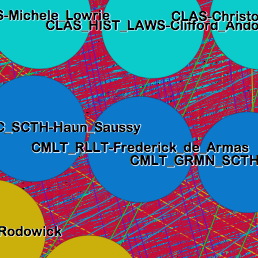 S-Michele_Lowrie
CLAS-Christo
CLAS_HIST_LAWS-Clifford_Ando
C_SCTH-Haun_Saussy
CMLT_RLLT-Frederick_de_Armas
CMLT_GRMN_SCTH
Rodowick